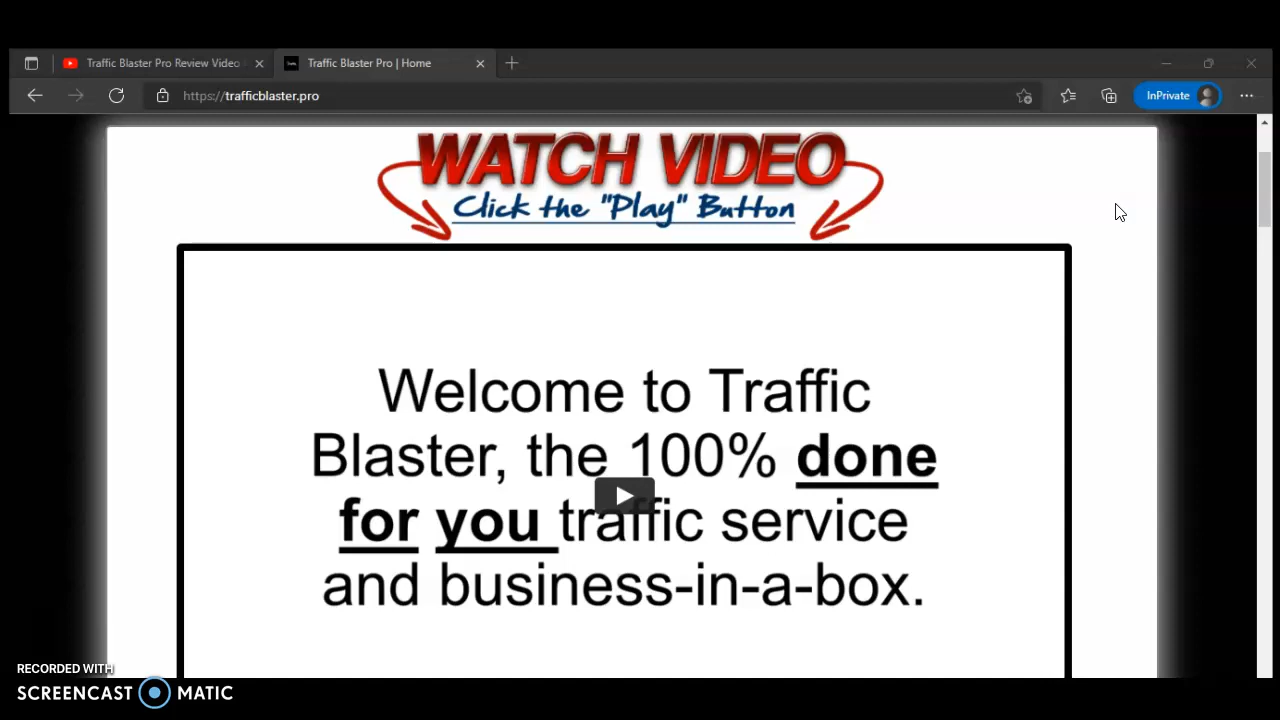 Traffic Blaster Pro Review Video
Traffic Blaster Pro | Home
https://trafficblaster.pro
InPrivate
WATCH VIDEO
Click the "Play" Button
Welcome to Traffic
Blaster, the 100% done
for you traffic service
and business-in-a-box.
RECORDED WITH
SCREENCAST MATIC